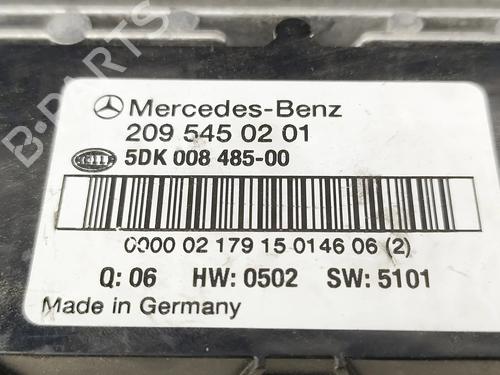 Mercedes-Benz
209 545 02 01
HELLA 5DK 008 485-00
0000 02 179 15 0146 06 (2)
Q: 06 HW: 0502 SW: 5101
Made in Germany
B-PARTS